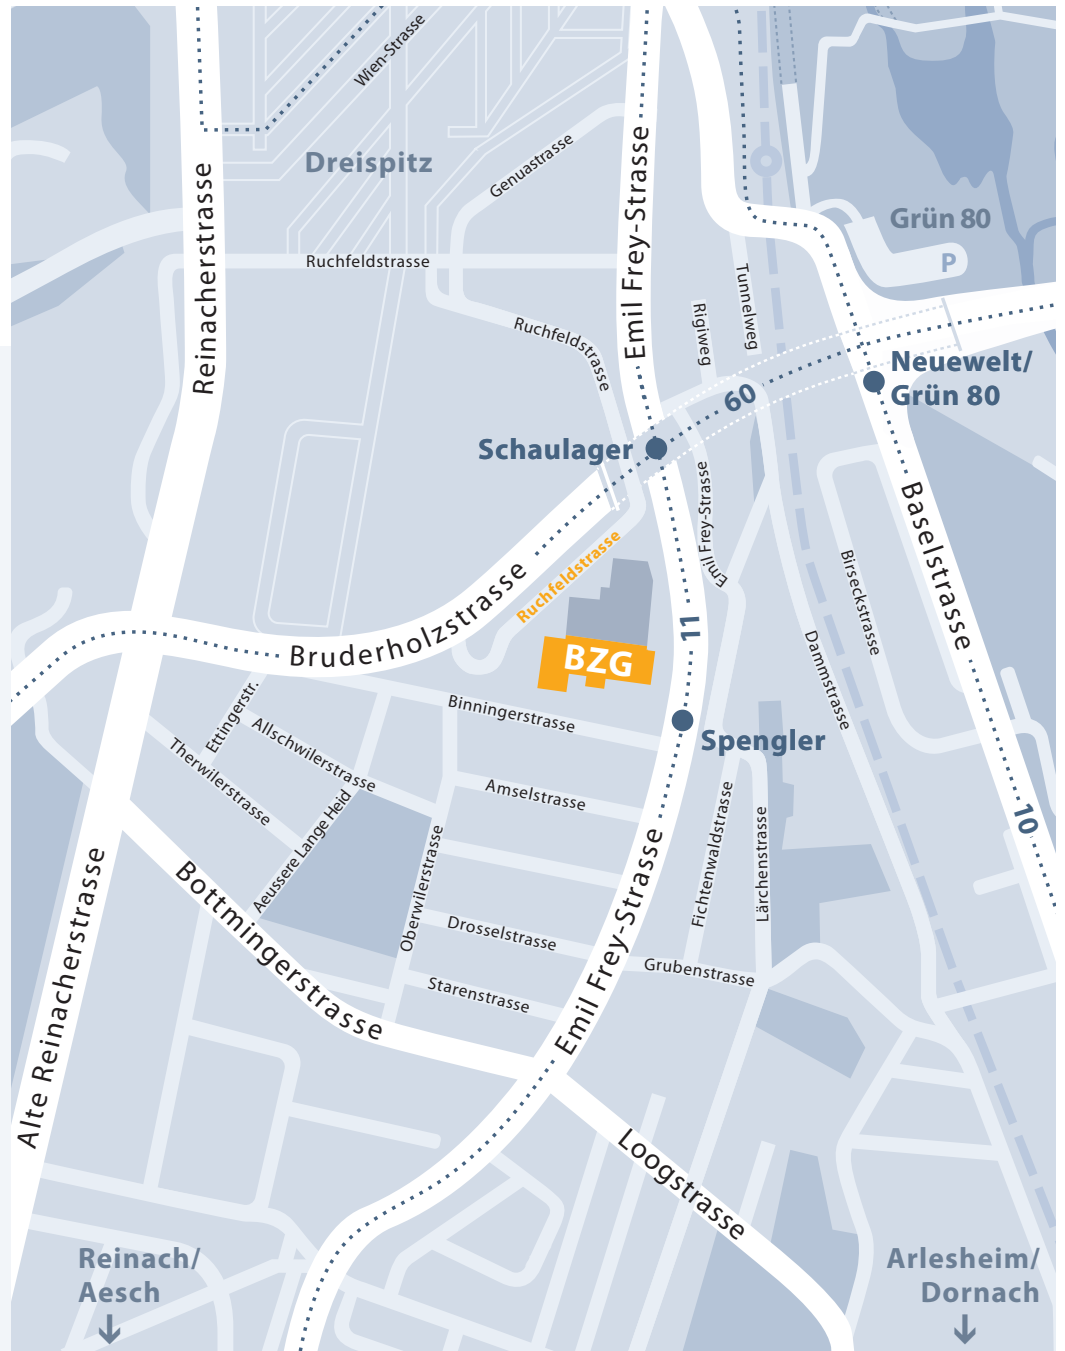 Wien-Strasse
Dreispitz
Genuastrasse
Reinacherstrasse
Emil Frey-Strasse
Grün 80
P
Ruchfeldstrasse
Tunnelweg
Rigiweg
Ruchfeldstrasse
Neuewelt/
Grün 80
60
Schaulager
Emil Frey-Strasse
Baselstrasse
Ruchfeldstrasse
Birseckstrasse
Bruderholzstrasse
11
BZG
Dammstrasse
Ettingerstr.
Binningerstrasse
Allschwilerstrasse
Therwilerstrasse
Spengler
Amselstrasse
Aeussere Lange Heid
Fichtenwaldstrasse
Lärchenstrasse
10
Oberwilerstrasse
Emil Frey-Strasse
Alte Reinacherstrasse
Bottmingerstrasse
Drosselstrasse
Grubenstrasse
Starenstrasse
Loogstrasse
Reinach/
Aesch
Arlesheim/
Dornach